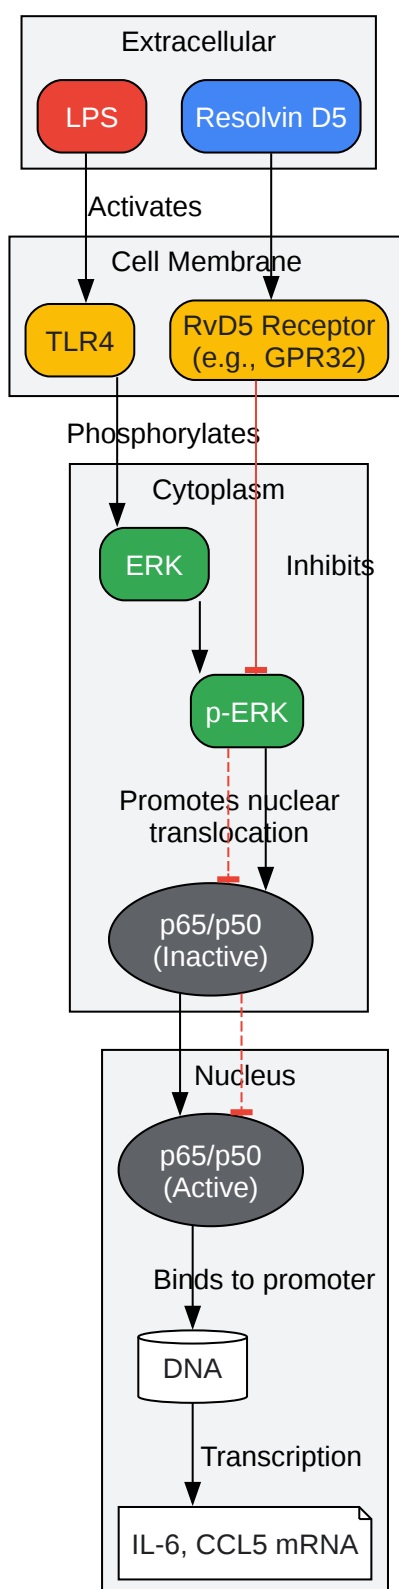 Extracellular
LPS
Resolvin D5
Activates
Cell Membrane
TLR4
RvD5 Receptor
(e.g., GPR32)
Phosphorylates
Cytoplasm
ERK
Inhibits
p-ERK
Promotes nuclear
translocation
p65/p50
(Inactive)
Nucleus
p65/p50
(Active)
Binds to promoter
DNA
Transcription
IL-6, CCL5 mRNA